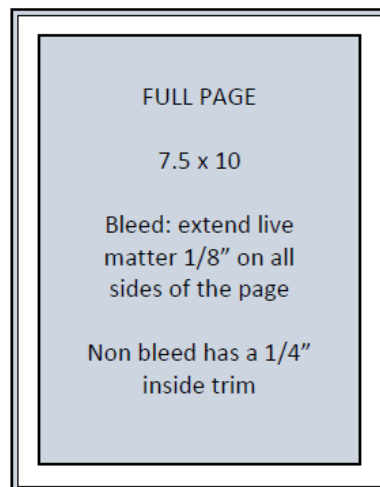 FULL PAGE
7.5 x 10
Bleed: extend live
matter 1/8” on all
sides of the page
Non bleed has a 1/4”
inside trim